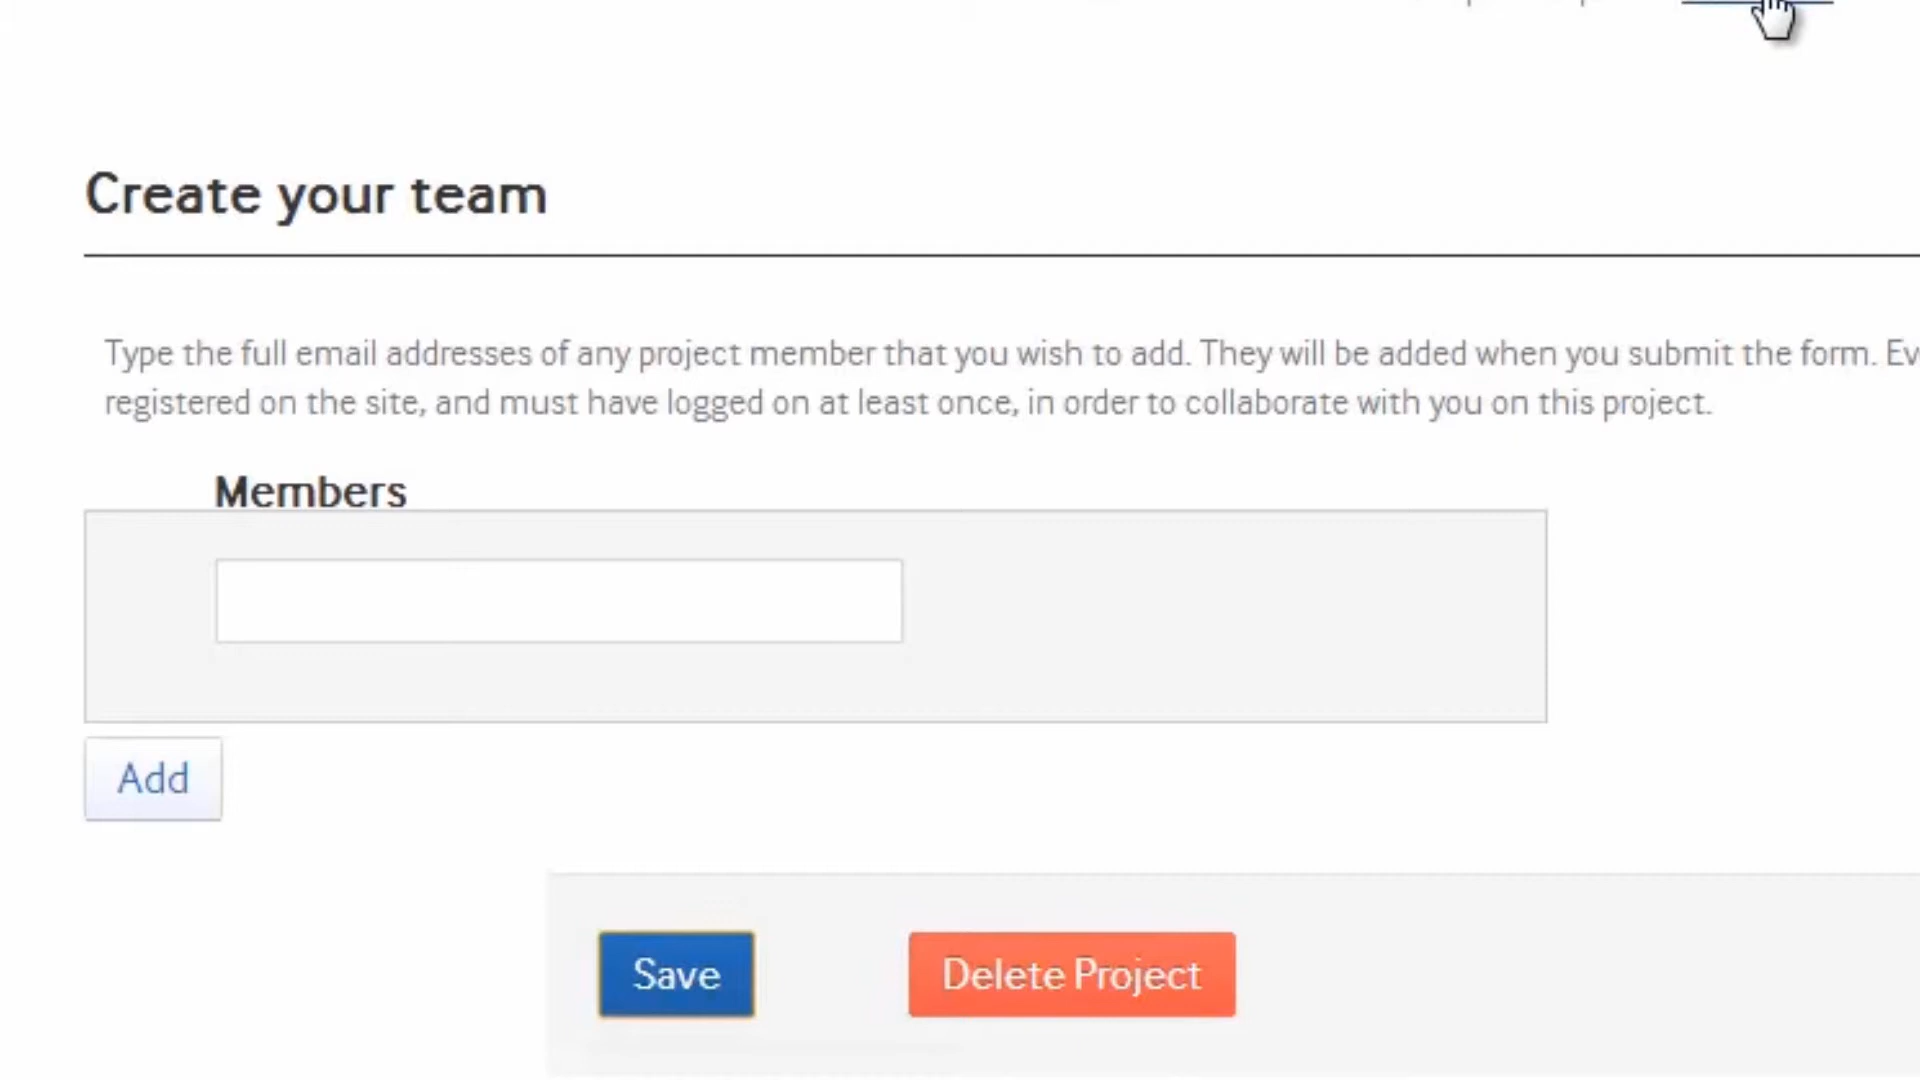 Create your team
Type the full email addresses of any project member that you wish to add. They will be added when you submit the form.
registered on the site, and must have logged on at least once, in order to collaborate with you on this project.
Members
Add
Save
Delete Project